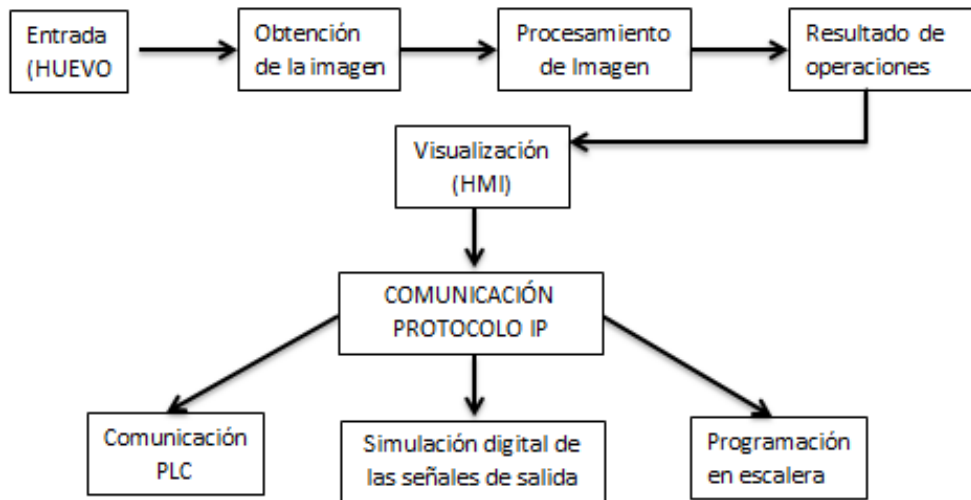 Entrada
(HUEVO
Obtención
de la imagen
Procesamiento
de Imagen
Resultado de
operaciones
Visualización
(HMI)
COMUNICACIÓN
PROTOCOLO IP
Comunicación
PLC
Simulación digital de
las señales de salida
Programación
en escalera